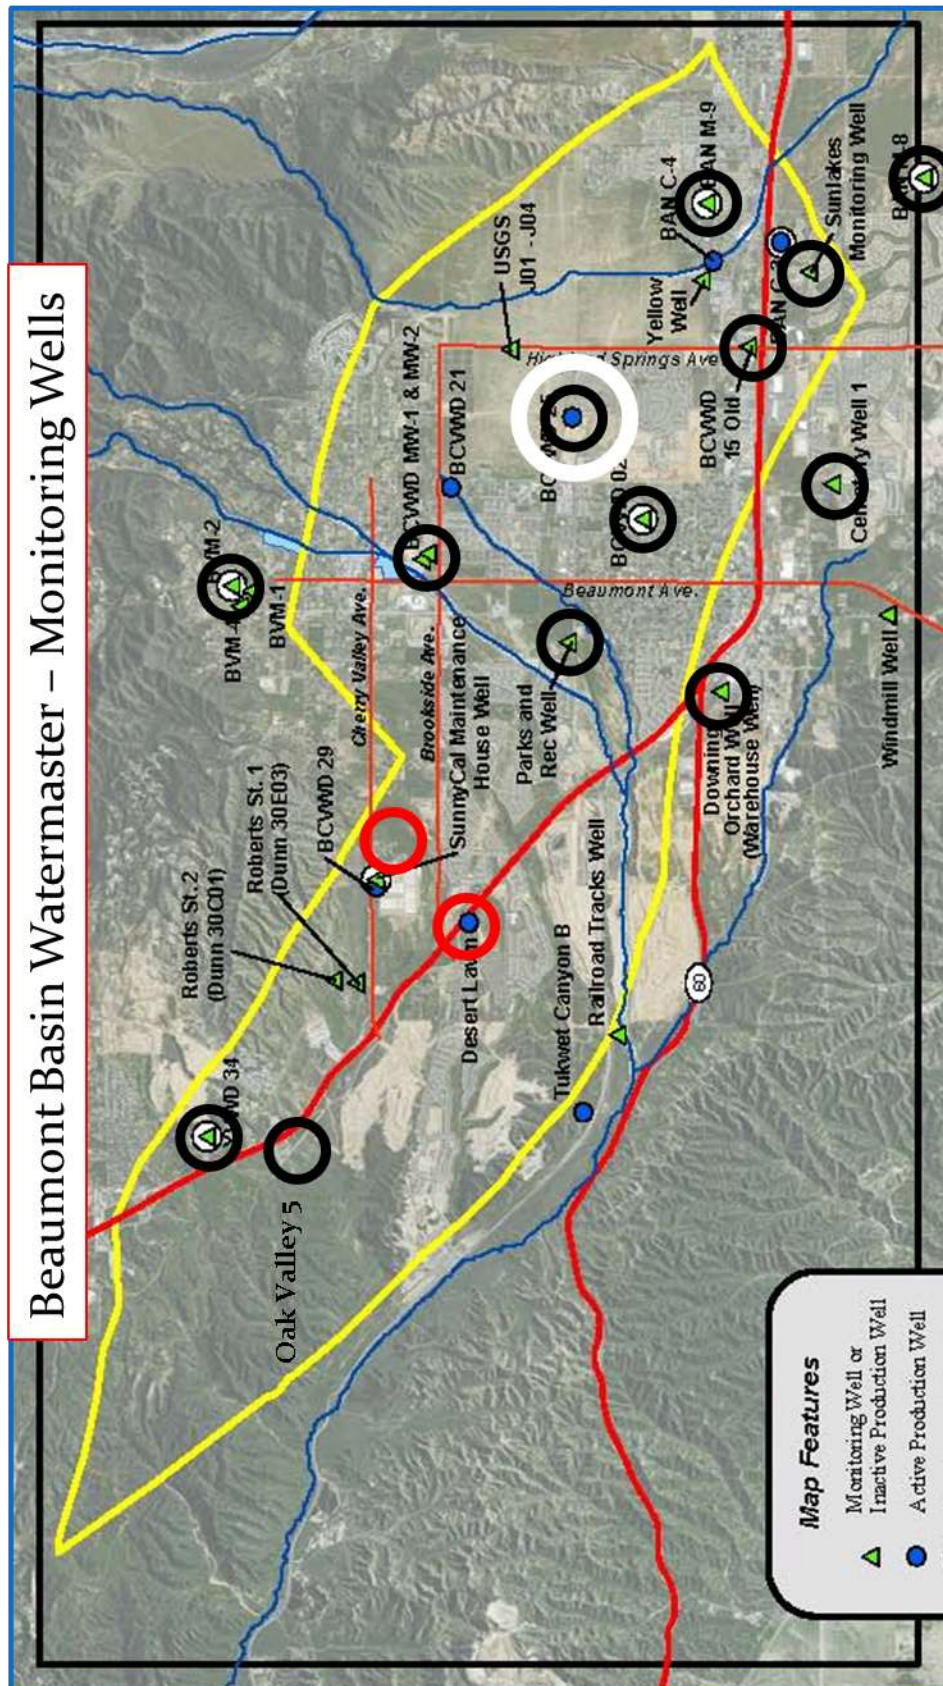 Beaumont Basin Watermaster – Monitoring Wells
WD 34
Oak Valley 5
Roberts St. 2
(Dunn 30C01)
Roberts St. 1
(Dunn 30E03)
BCVWD 29
SunnyCal Maintenance
House Well
Desert Lawn
Cherry Valley Ave.
Brookside Ave.
BVM-2
BVM-1
BCVWD MW-1 & MW-2
BCVWD 21
USGS
J01 - J04
Highland Springs Ave
Beaumont Ave.
Parks and
Rec Well
Tukwet Canyon B
Railroad Tracks Well
60
Downing
Orchard Well
(Warehouse Well)
Windmill Well
BCVWD
15 Old
Yellow
Well
BAN C-4
BAN M-9
Sunlakes
Monitoring Well
Well 1
Map Features
Monitoring Well or
Inactive Production Well
Active Production Well